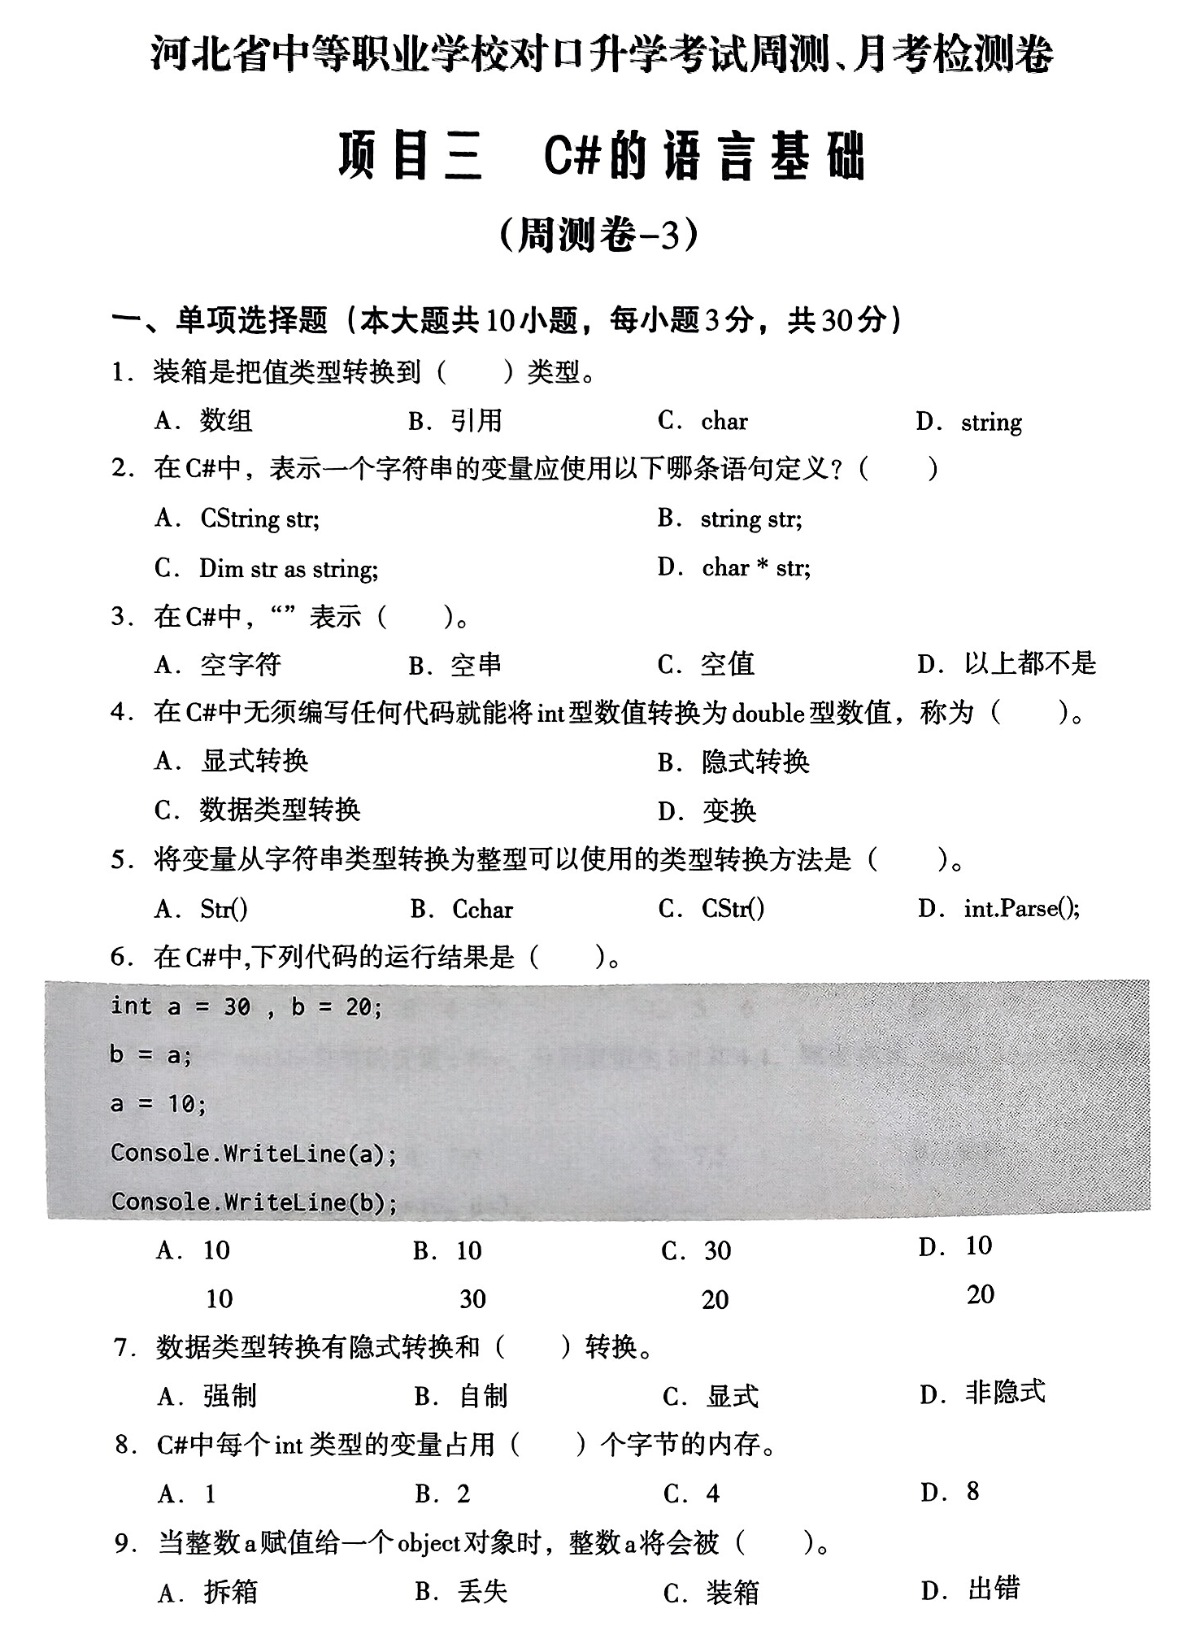 河北省中等职业学校对口升学考试周测、月考检测卷
项目三 C#的语言基础
(周测卷-3)
一、单项选择题(本大题共10小题，每小题3分，共30分)
1. 装箱是把值类型转换到（ ）类型。
A. 数组 B. 引用 C. char D. string
2. 在C#中，表示一个字符串的变量应使用以下哪条语句定义?（ ）
A. CString str; B. string str;
C. Dim str as string; D. char * str;
3. 在C#中，“”表示（ ）。
A. 空字符 B. 空串 C. 空值 D. 以上都不是
4. 在C#中无须编写任何代码就能将int型数值转换为double型数值，称为（ ）。
A. 显式转换 B. 隐式转换
C. 数据类型转换 D. 变换
5. 将变量从字符串类型转换为整型可以使用的类型转换方法是（ ）。
A. Str() B. Cchar C. CStr() D. int.Parse();
6. 在C#中,下列代码的运行结果是（ ）。
int a = 30 , b = 20;
b = a;
a = 10;
Console.WriteLine(a);
Console.WriteLine(b);
A. 10 B. 10 C. 30 D. 10
10 30 20 20
7. 数据类型转换有隐式转换和（ ）转换。
A. 强制 B. 自制 C. 显式 D. 非隐式
8. C#中每个int类型的变量占用（ ）个字节的内存。
A. 1 B. 2 C. 4 D. 8
9. 当整数a赋值给一个object对象时，整数a将会被（ ）。
A. 拆箱 B. 丢失 C. 装箱 D. 出错